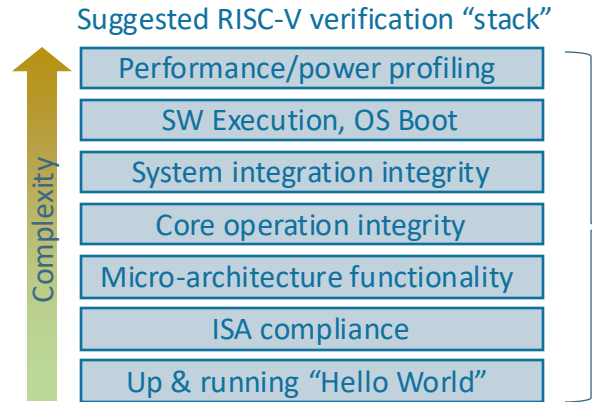 Suggested RISC-V verification “stack”
Performance/power profiling
SW Execution, OS Boot
System integration integrity
Core operation integrity
Micro-architecture functionality
ISA compliance
Up & running “Hello World”
Complexity